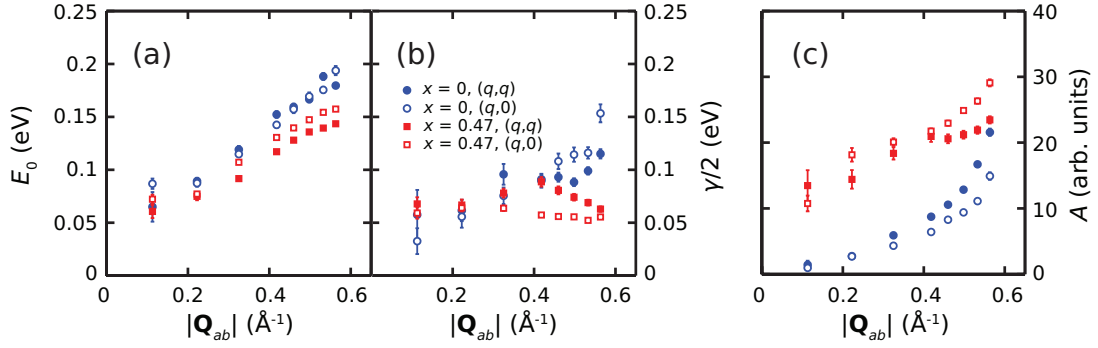 (a)
(b)
(c)
0.25
0.2
0.15
0.1
0.05
0
E0 (eV)
0
0.2
0.4
0.6
|Qab| (Å-1)
x = 0, (q,q)
x = 0, (q,0)
x = 0.47, (q,q)
x = 0.47, (q,0)
0.2
0.4
0.6
|Qab| (Å-1)
0.25
0.2
0.15
0.1
0.05
0
γ/2 (eV)
0
0.2
0.4
0.6
|Qab| (Å-1)
40
30
20
10
0
A (arb. units)